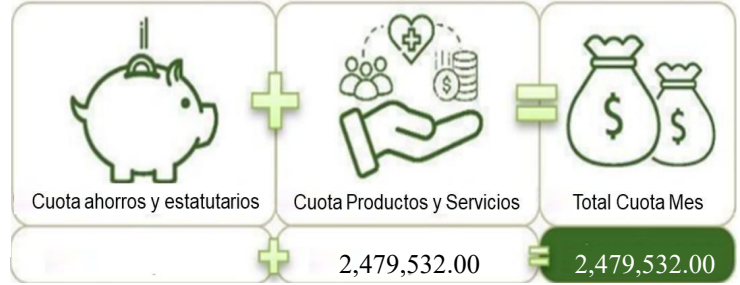 Cuota ahorros y estatutarios
Cuota Productos y Servicios
Total Cuota Mes
2,479,532.00
2,479,532.00